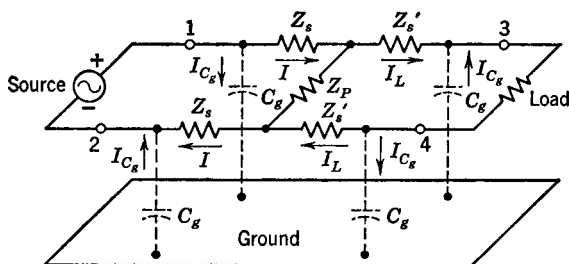 1
Z_s
Z_s'
3
+
Source
−
I_{C_g}
I
C_g
Z_P
I_L
I_{C_g}
C_g
Load
Z_s
Z_s'
2
I_{C_g}
I
I_L
4
I_{C_g}
C_g
C_g
Ground